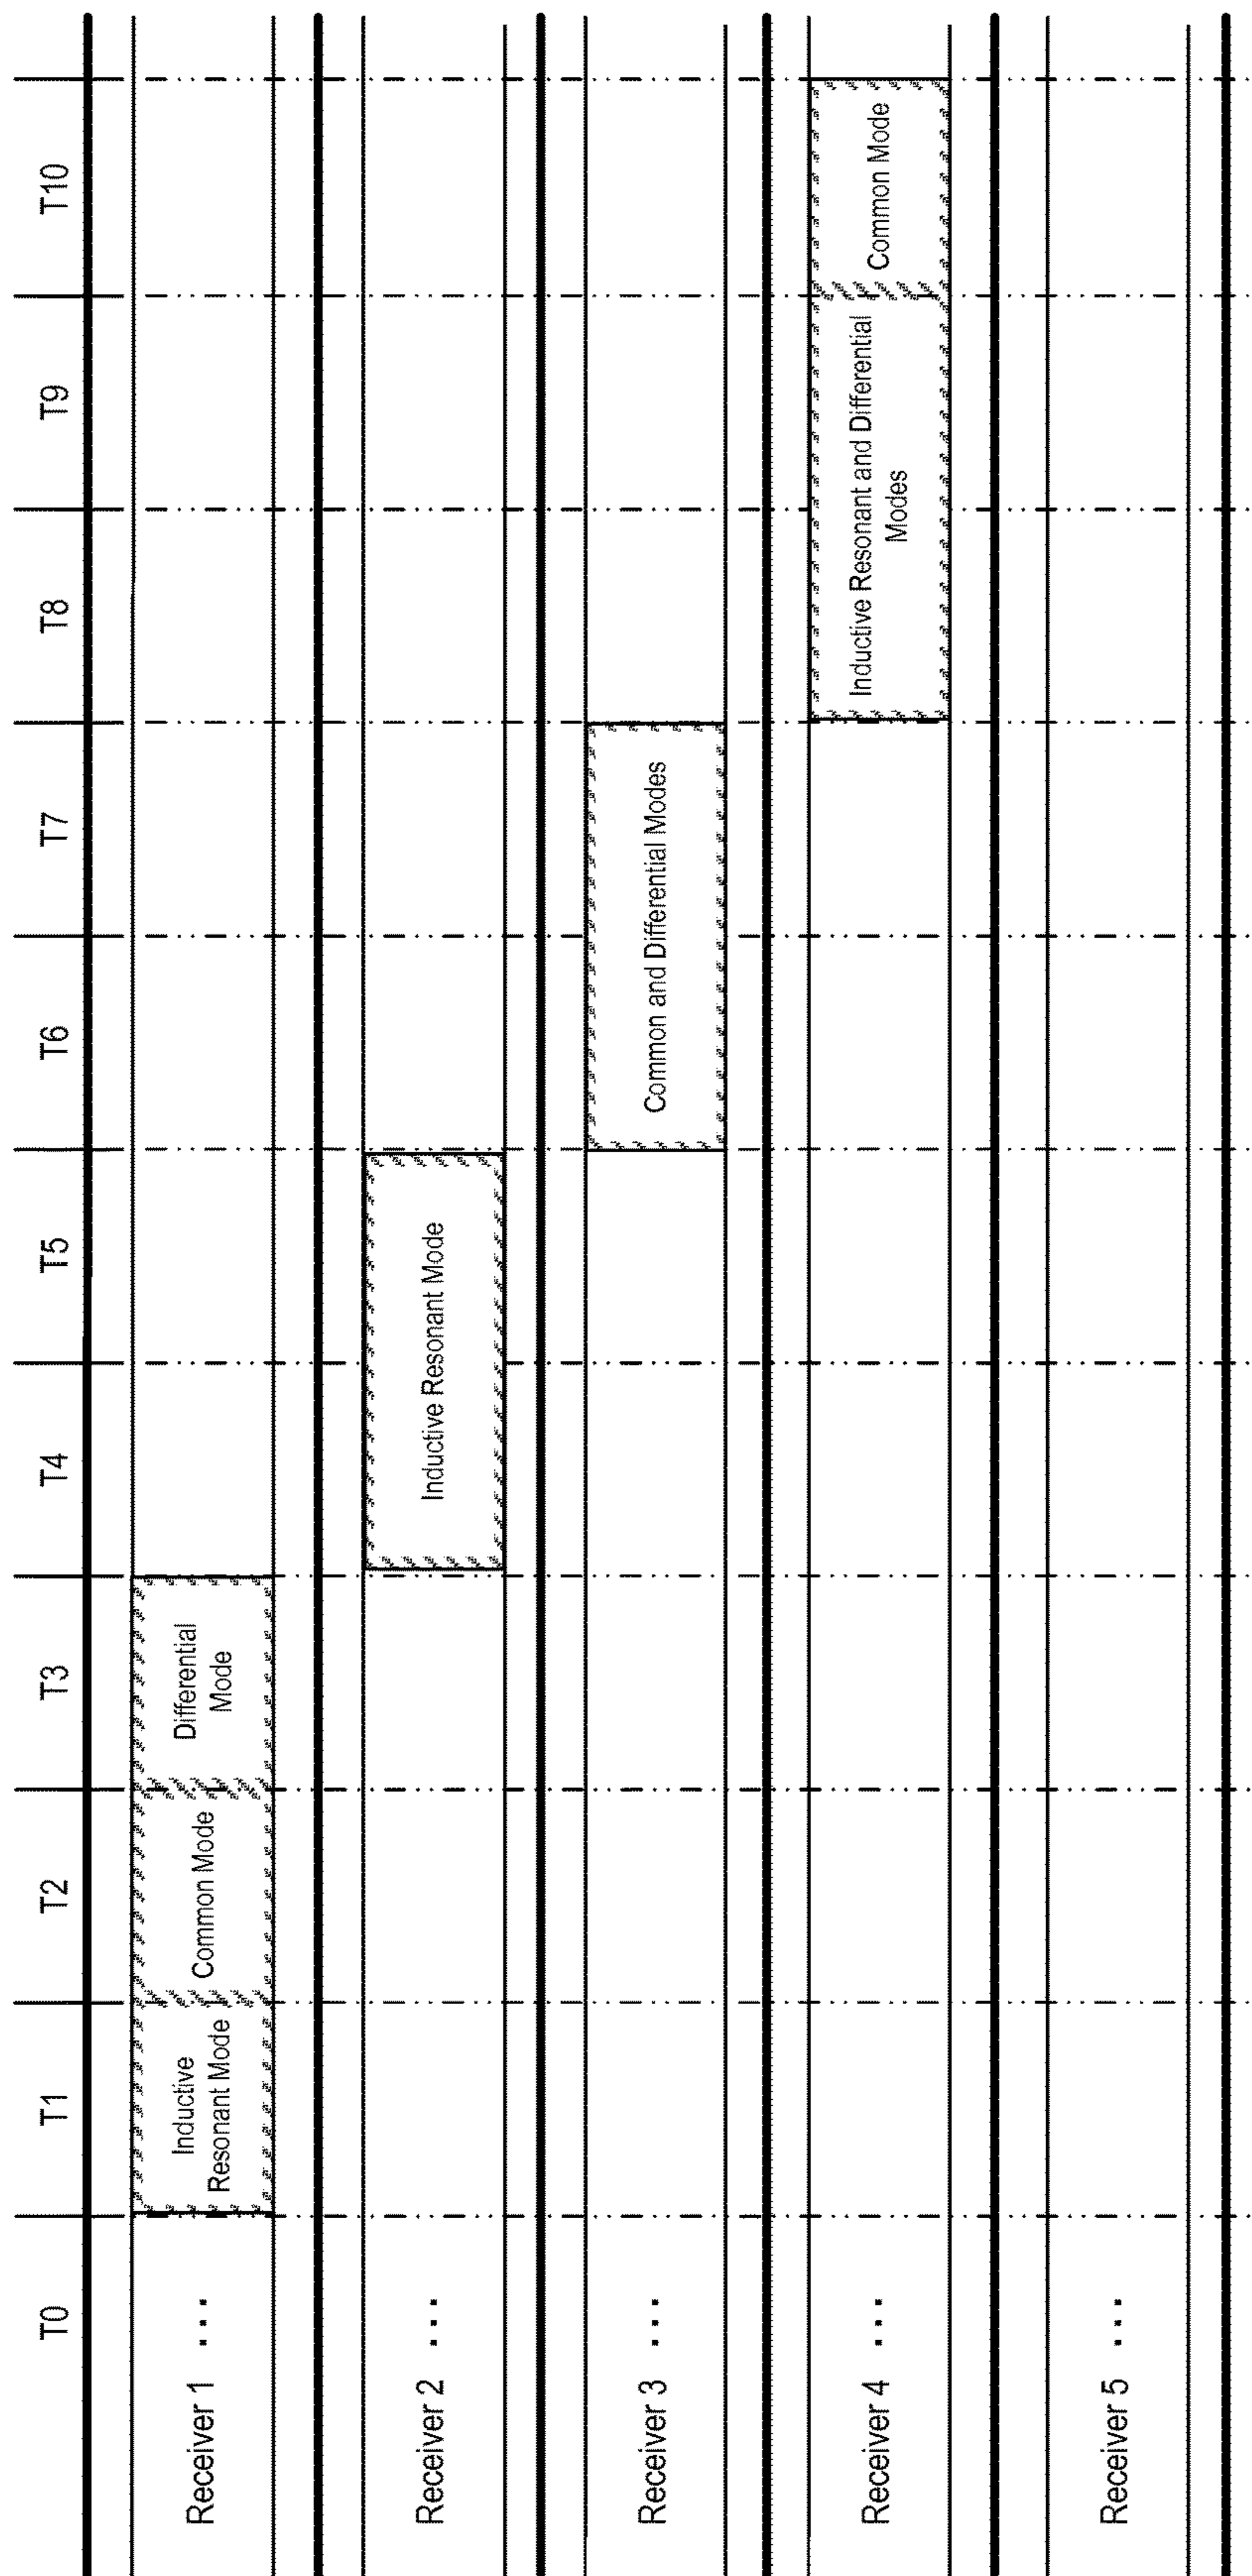 T0 T1 T2 T3 T4 T5 T6 T7 T8 T9 T10
Receiver 1 ...
Inductive
Resonant Mode
Common Mode
Differential
Mode
Receiver 2 ...
Inductive Resonant Mode
Receiver 3 ...
Common and Differential Modes
Receiver 4 ...
Inductive Resonant and Differential
Modes
Common Mode
Receiver 5 ...